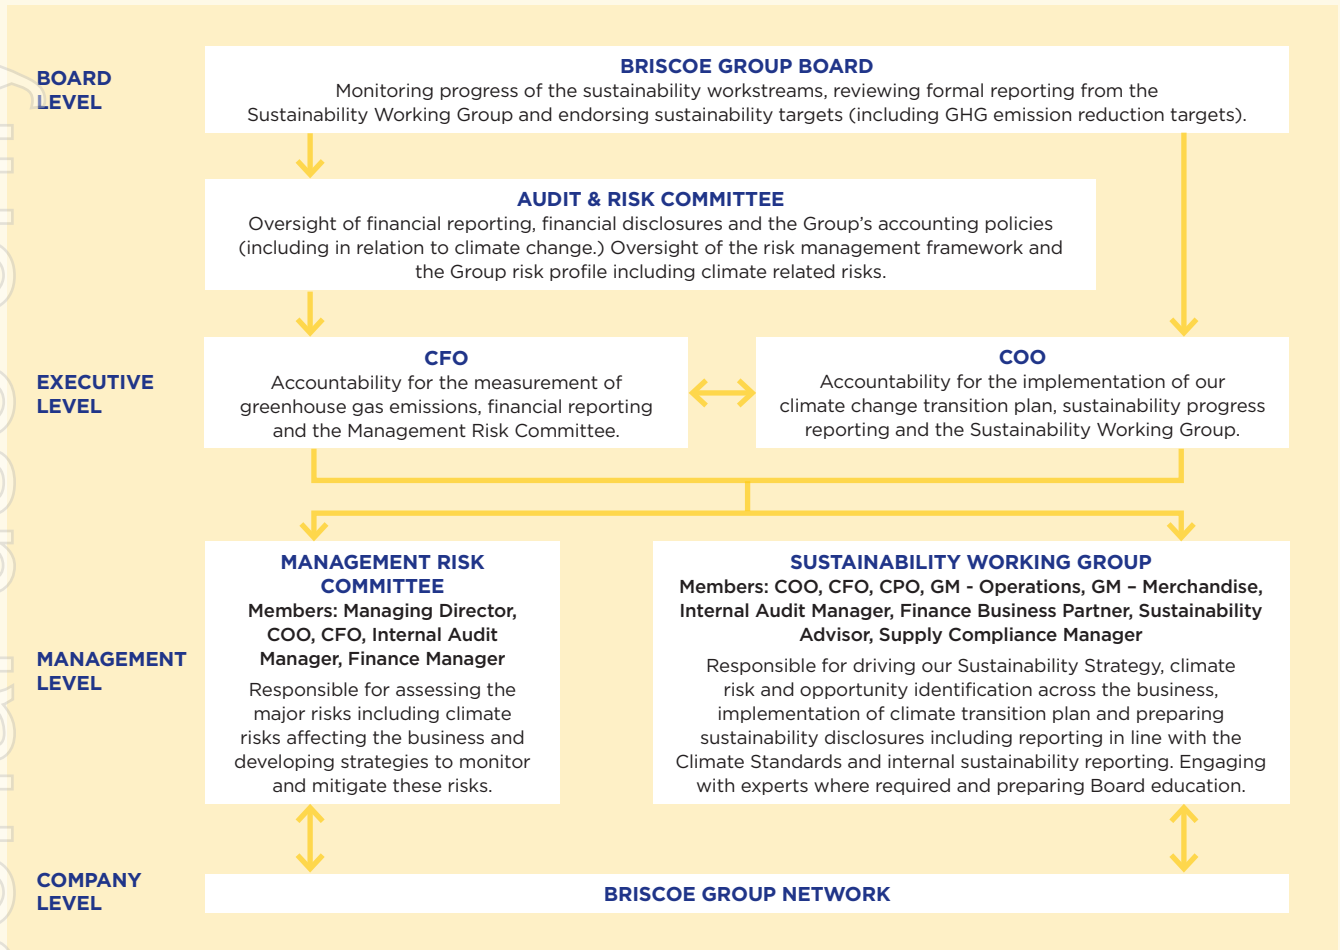 BOARD
LEVEL
BRISCOE GROUP BOARD
Monitoring progress of the sustainability workstreams, reviewing formal reporting from the
Sustainability Working Group and endorsing sustainability targets (including GHG emission reduction targets).
AUDIT & RISK COMMITTEE
Oversight of financial reporting, financial disclosures and the Group’s accounting policies
(including in relation to climate change.) Oversight of the risk management framework and
the Group risk profile including climate related risks.
EXECUTIVE
LEVEL
CFO
Accountability for the measurement of
greenhouse gas emissions, financial reporting
and the Management Risk Committee.
COO
Accountability for the implementation of our
climate change transition plan, sustainability progress
reporting and the Sustainability Working Group.
MANAGEMENT
LEVEL
MANAGEMENT RISK
COMMITTEE
Members: Managing Director,
COO, CFO, Internal Audit
Manager, Finance Manager
Responsible for assessing the
major risks including climate
risks affecting the business and
developing strategies to monitor
and mitigate these risks.
SUSTAINABILITY WORKING GROUP
Members: COO, CFO, CPO, GM - Operations, GM – Merchandise,
Internal Audit Manager, Finance Business Partner, Sustainability
Advisor, Supply Compliance Manager
Responsible for driving our Sustainability Strategy, climate
risk and opportunity identification across the business,
implementation of climate transition plan and preparing
sustainability disclosures including reporting in line with the
Climate Standards and internal sustainability reporting. Engaging
with experts where required and preparing Board education.
COMPANY
LEVEL
BRISCOE GROUP NETWORK